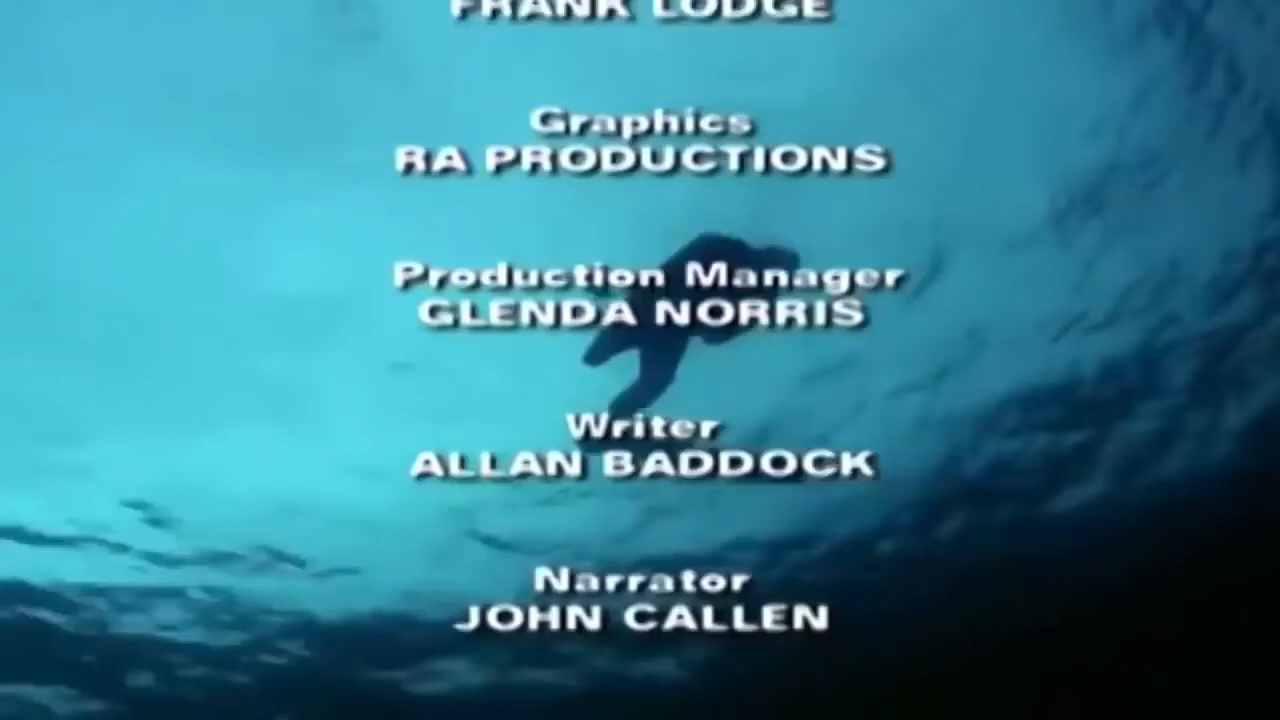 FRANK LODGE
Graphics
RA PRODUCTIONS
Production Manager
GLENDA NORRIS
Writer
ALLAN BADDOCK
Narrator
JOHN CALLEN